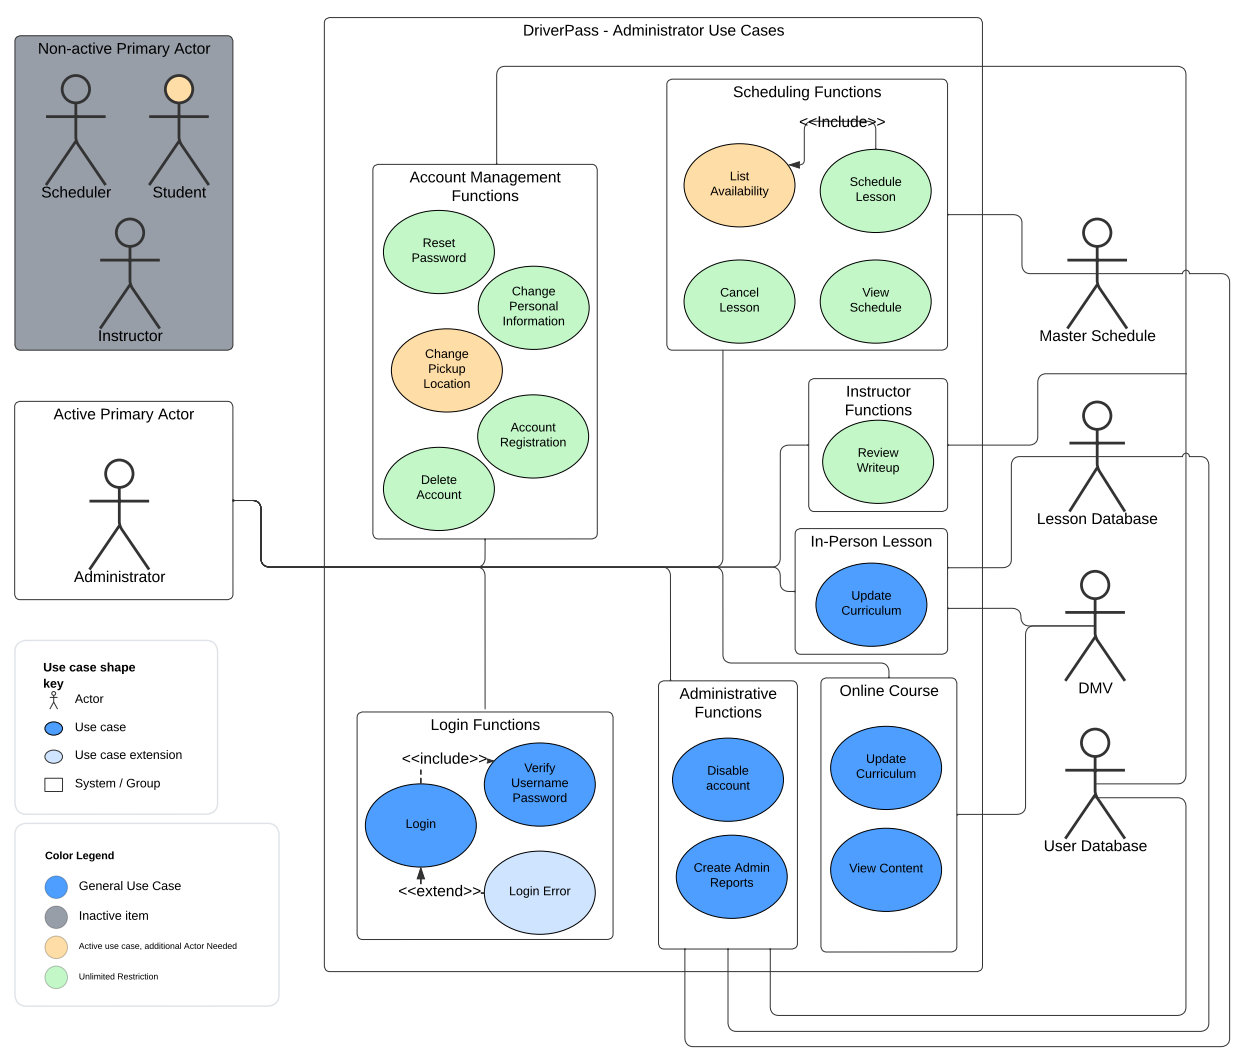 DriverPass - Administrator Use Cases
Non-active Primary Actor
Scheduler
Student
Instructor
Active Primary Actor
Administrator
Use case shape
key
Actor
Use case
Use case extension
System / Group
Color Legend
General Use Case
Inactive item
Active use case, additional Actor Needed
Unlimited Restriction
Account Management
Functions
Reset
Password
Change
Personal
Information
Change
Pickup
Location
Account
Registration
Delete
Account
Login Functions
<<include>>
Verify
Username
Password
Login
<<extend>>
Login Error
Scheduling Functions
<<Include>>
List
Availability
Schedule
Lesson
Cancel
Lesson
View
Schedule
Instructor
Functions
Review
Writeup
In-Person Lesson
Update
Curriculum
Administrative
Functions
Disable
account
Create Admin
Reports
Online Course
Update
Curriculum
View Content
Master Schedule
Lesson Database
DMV
User Database